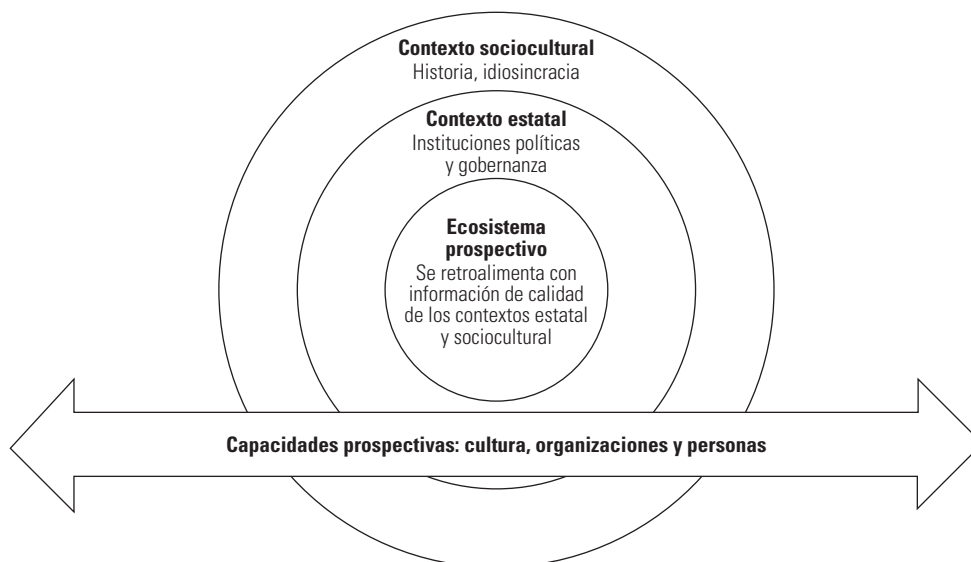 Contexto sociocultural
Historia, idiosincracia
Contexto estatal
Instituciones políticas
y gobernanza
Ecosistema
prospectivo
Se retroalimenta con
información de calidad
de los contextos estatal
y sociocultural
Capacidades prospectivas: cultura, organizaciones y personas